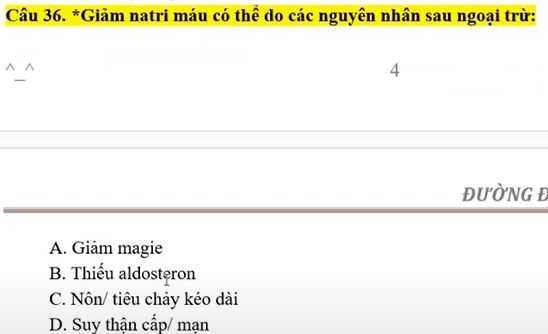 Câu 36. *Giảm natri máu có thể do các nguyên nhân sau ngoại trừ:
^_^
4
ĐƯỜNG Đ
A. Giảm magie
B. Thiếu aldosteron
C. Nôn/ tiêu chảy kéo dài
D. Suy thận cấp/ mạn